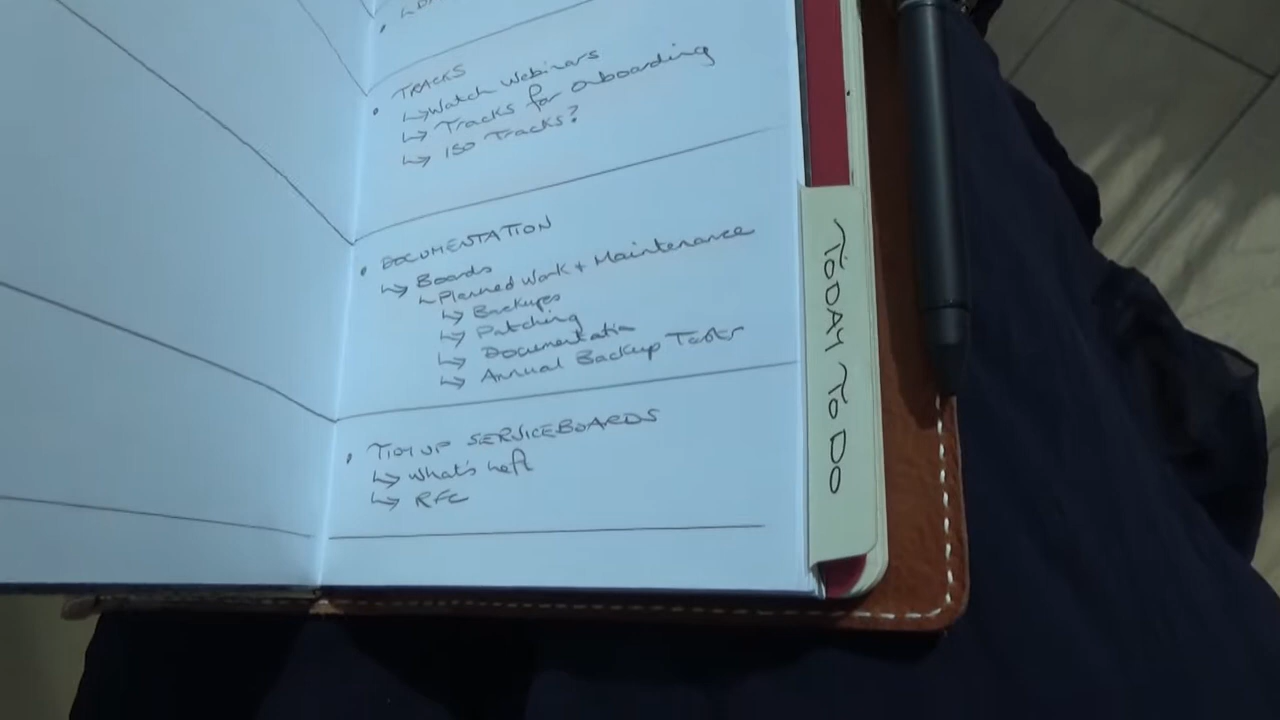 • TRACKS
↳ Watch Webinars
↳ Tracks for onboarding
↳ ISO Tracks?
• DOCUMENTATION
↳ Boards
↳ Planned Work + Maintenance
↳ Backups
↳ Patching
↳ Documentation
↳ Annual Backup Tests
• TIDY UP SERVICEBOARDS
↳ What's Left
↳ RFC
TODAY TO DO